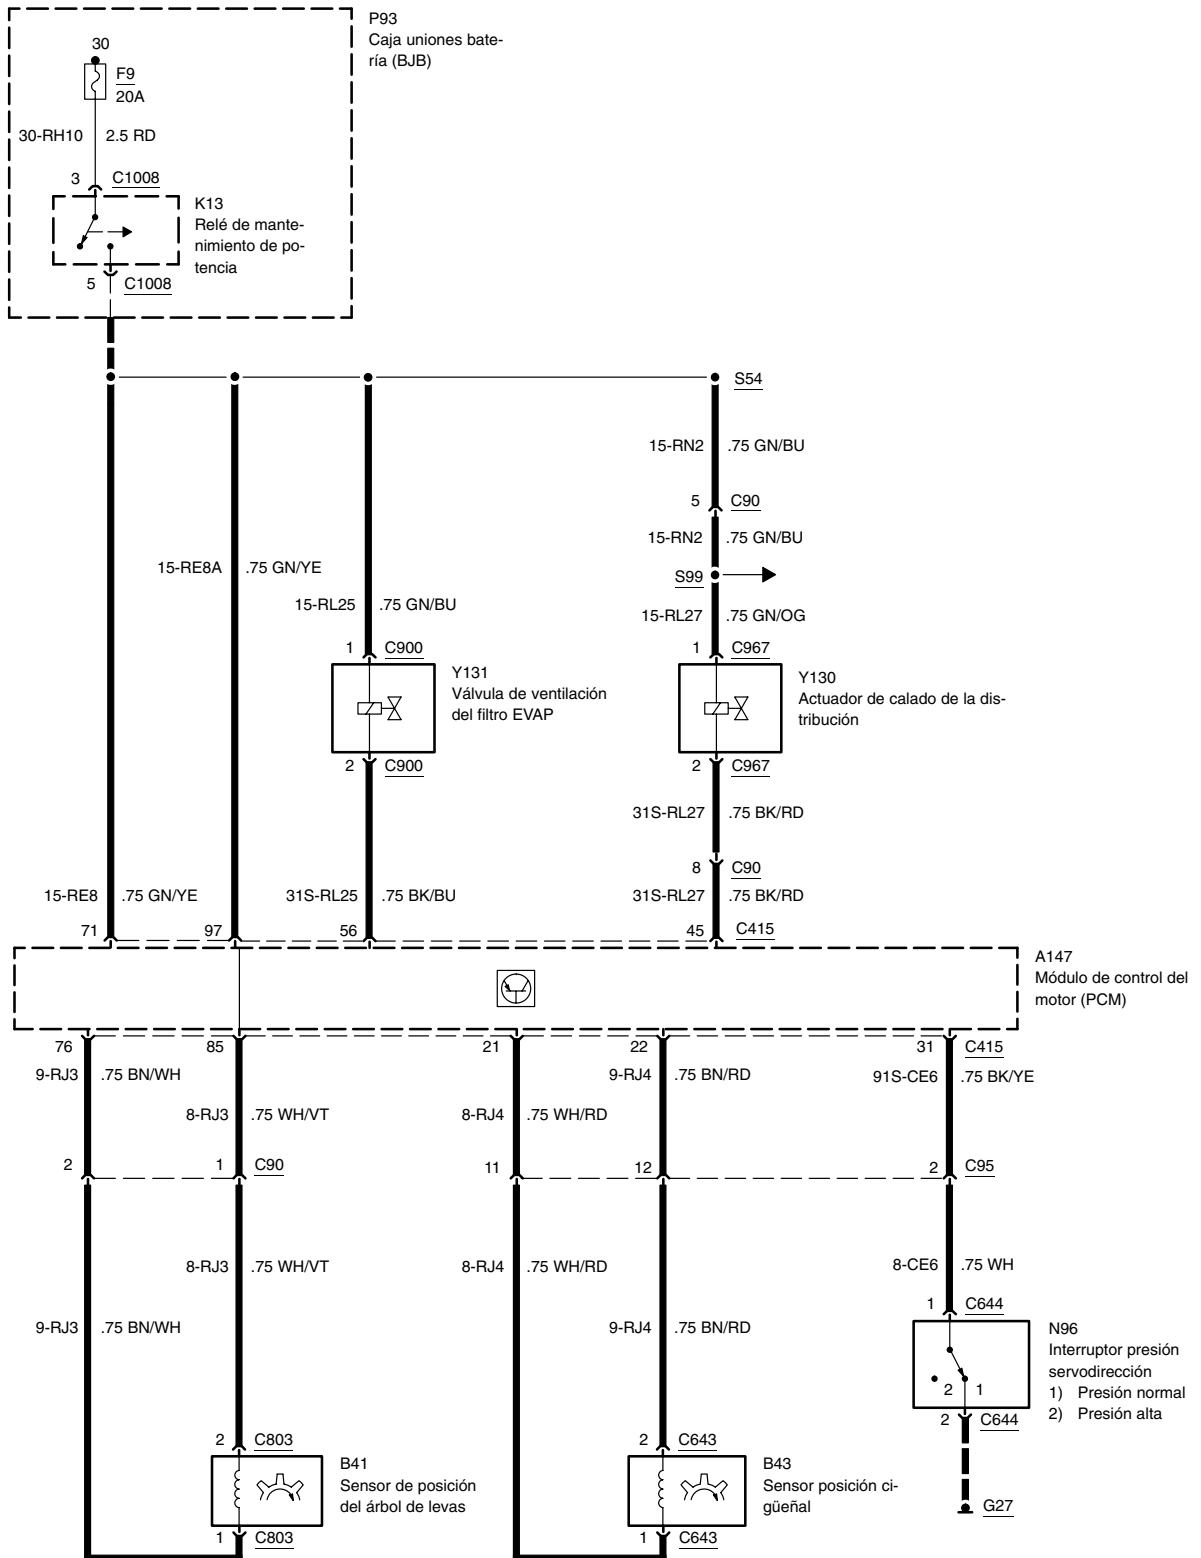 P93
Caja uniones bate-
ría (BJB)
30
F9
20A
30-RH10 2.5 RD
3 C1008
K13
Relé de mante-
nimiento de po-
tencia
5 C1008
S54
15-RN2 .75 GN/BU
5 C90
15-RN2 .75 GN/BU
15-RE8A .75 GN/YE
S99
15-RL25 .75 GN/BU
15-RL27 .75 GN/OG
1 C900
1 C967
Y131
Válvula de ventilación
del filtro EVAP
Y130
Actuador de calado de la dis-
tribución
2 C900
2 C967
31S-RL27 .75 BK/RD
8 C90
15-RE8 .75 GN/YE
31S-RL25 .75 BK/BU
31S-RL27 .75 BK/RD
71 97 56 45 C415
A147
Módulo de control del
motor (PCM)
76 85 21 22 31 C415
9-RJ3 .75 BN/WH
9-RJ4 .75 BN/RD
91S-CE6 .75 BK/YE
8-RJ3 .75 WH/VT
8-RJ4 .75 WH/RD
2 1 C90 11 12 2 C95
8-RJ3 .75 WH/VT
8-RJ4 .75 WH/RD
8-CE6 .75 WH
1 C644
9-RJ3 .75 BN/WH
9-RJ4 .75 BN/RD
N96
Interruptor presión
servodirección
1) Presión normal
2) Presión alta
2 1
2 C644
2 C803
2 C643
B41
Sensor de posición
del árbol de levas
B43
Sensor posición ci-
güeñal
G27
1 C803
1 C643